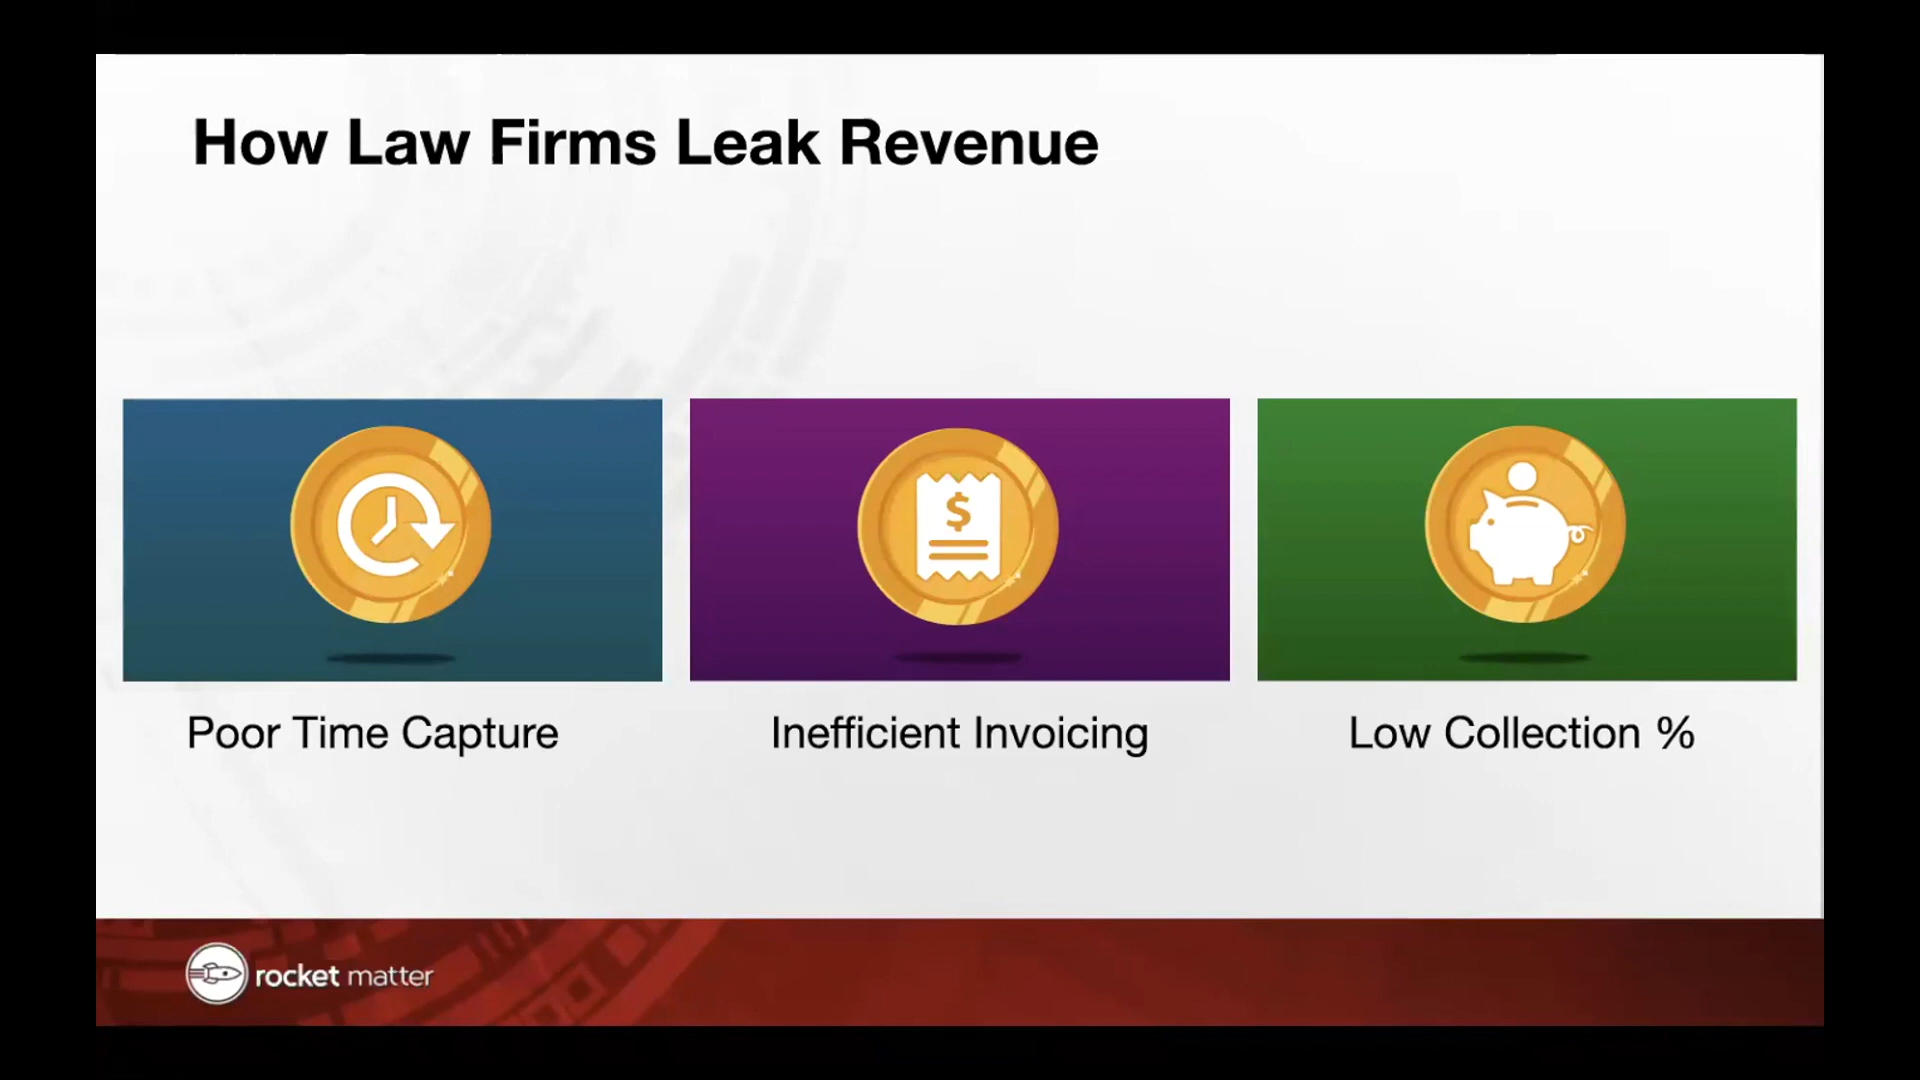 How Law Firms Leak Revenue
$
Poor Time Capture
Inefficient Invoicing
Low Collection %
rocket matter